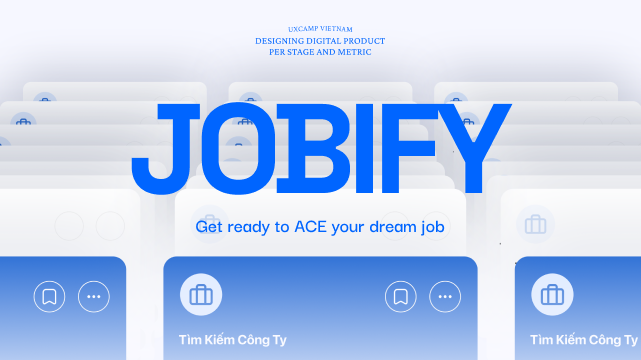 UXCAMP VIETNAM
DESIGNING DIGITAL PRODUCT
PER STAGE AND METRIC
JOBIFY
Get ready to ACE your dream job
Tìm Kiếm Công Ty
Tìm Kiếm Công Ty